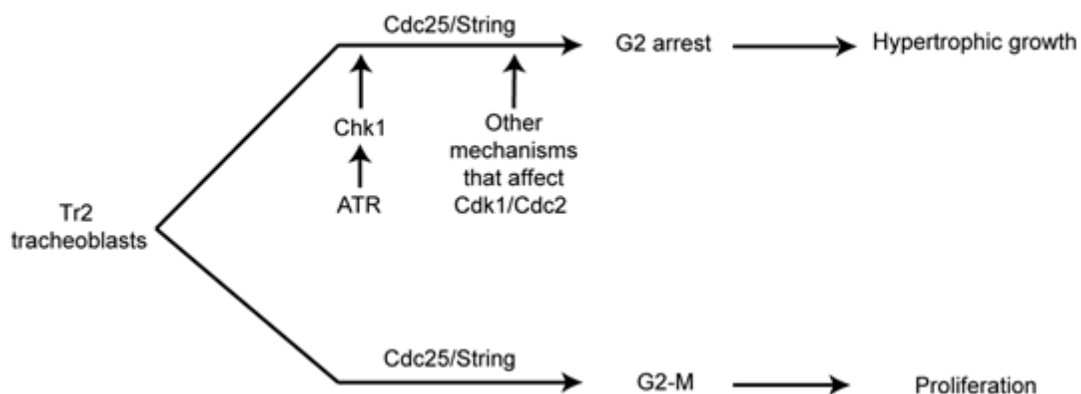 Cdc25/String
G2 arrest
Hypertrophic growth
Chk1
ATR
Other
mechanisms
that affect
Cdk1/Cdc2
Tr2
tracheoblasts
Cdc25/String
G2-M
Proliferation